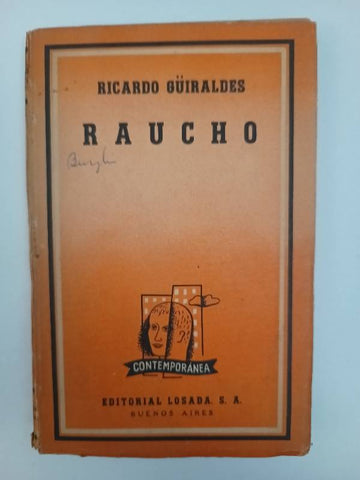 RICARDO GÜIRALDES
RAUCHO
CONTEMPORÁNEA
EDITORIAL LOSADA, S. A.
BUENOS AIRES